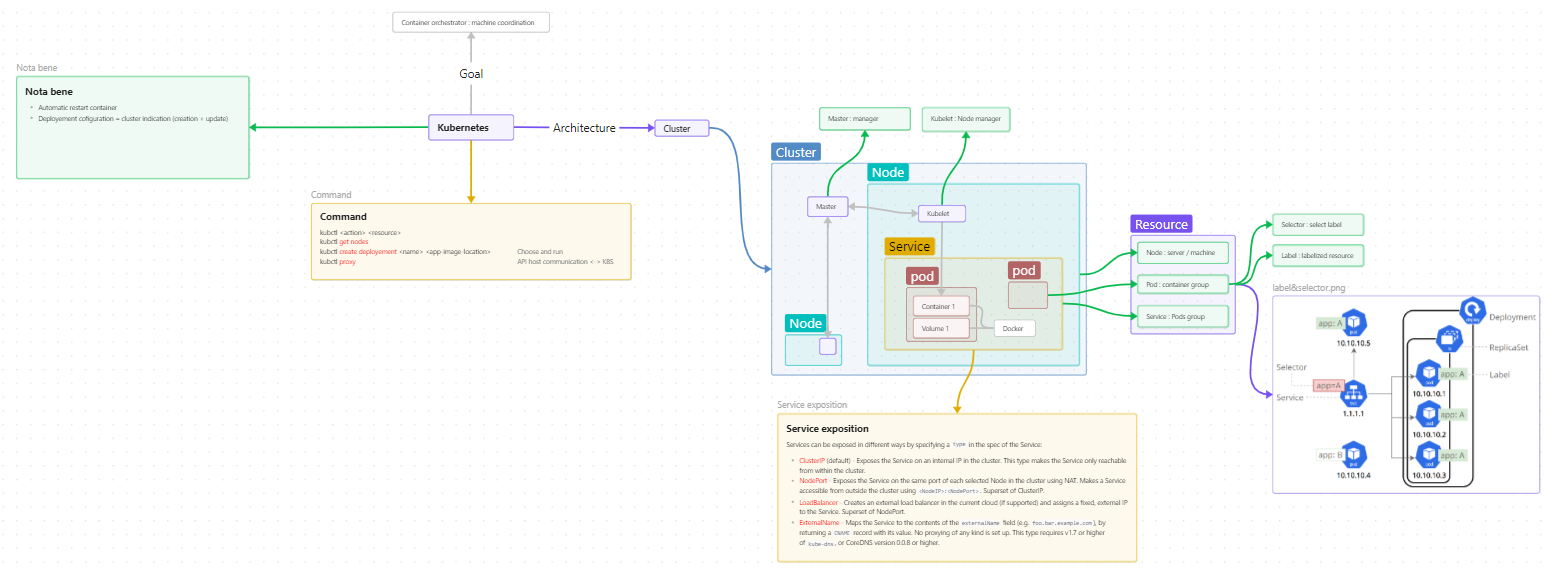 Container orchestrator : machine coordination
Goal
Nota bene
Nota bene
Automatic restart container
Deployement cofiguration = cluster indication (creation + update)
Kubernetes
Architecture
Cluster
Command
Command
kubctl <action> <resource>
kubctl get nodes
kubctl create deployement <name> <app-image-location> Choose and run
kubctl proxy API host communication <-> K8S
Master : manager
Kubelet : Node manager
Cluster
Node
Master
Kubelet
Service
pod
pod
Container 1
Volume 1
Docker
Node
Resource
Node : server / machine
Pod : container group
Service : Pods group
Selector : select label
Label : labelized resource
label&selector.png
app: A
pod
10.10.10.5
deploy
Deployment
rs
ReplicaSet
Selector
app=A
Service
svc
1.1.1.1
pod
app: A
Label
10.10.10.1
pod
app: A
10.10.10.2
pod
app: A
10.10.10.3
app: B
pod
10.10.10.4
Service exposition
Service exposition
Services can be exposed in different ways by specifying a type in the spec of the Service:
ClusterIP (default) - Exposes the Service on an internal IP in the cluster. This type makes the Service only reachable
from within the cluster.
NodePort - Exposes the Service on the same port of each selected Node in the cluster using NAT. Makes a Service
accessible from outside the cluster using <NodeIP>:<NodePort>. Superset of ClusterIP.
LoadBalancer - Creates an external load balancer in the current cloud (if supported) and assigns a fixed, external IP
to the Service. Superset of NodePort.
ExternalName - Maps the Service to the contents of the externalName field (e.g. foo.bar.example.com), by
returning a CNAME record with its value. No proxying of any kind is set up. This type requires v1.7 or higher
of kube-dns, or CoreDNS version 0.0.8 or higher.